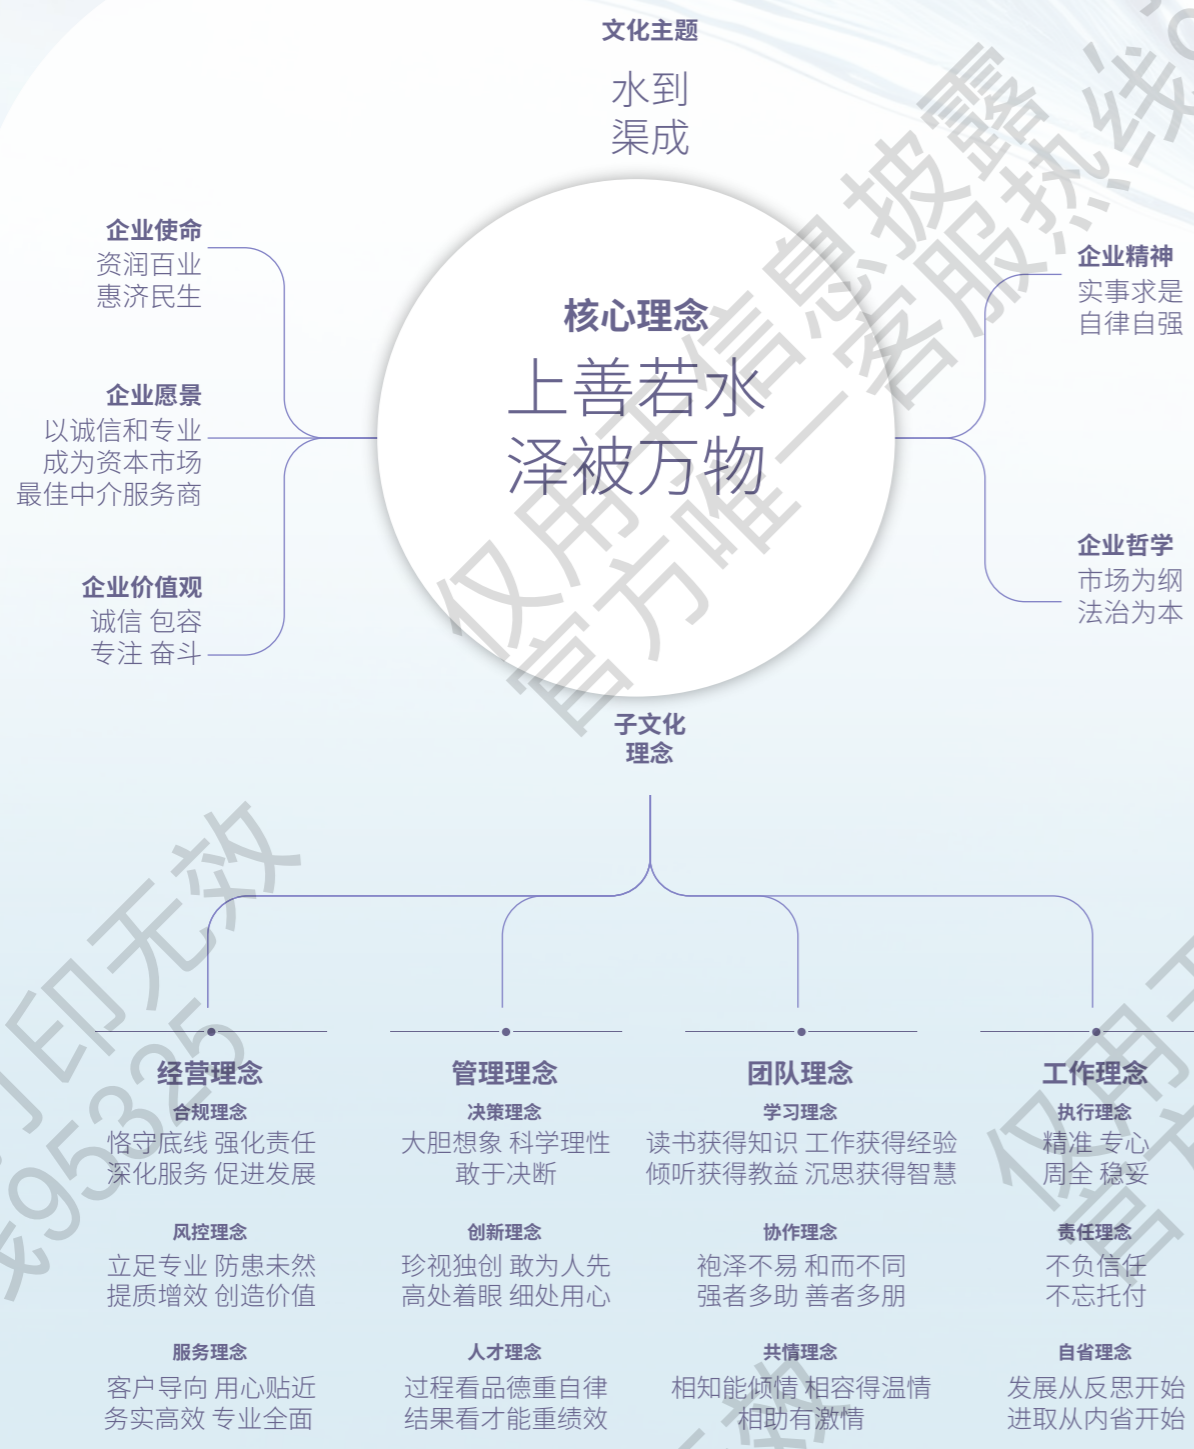 文化主题
水到
渠成
企业使命
资润百业
惠济民生
企业愿景
以诚信和专业
成为资本市场
最佳中介服务商
企业价值观
诚信 包容
专注 奋斗
核心理念
上善若水
泽被万物
企业精神
实事求是
自律自强
企业哲学
市场为纲
法治为本
子文化
理念
经营理念
合规理念
恪守底线 强化责任
深化服务 促进发展
风控理念
立足专业 防患未然
提质增效 创造价值
服务理念
客户导向 用心贴近
务实高效 专业全面
管理理念
决策理念
大胆想象 科学理性
敢于决断
创新理念
珍视独创 敢为人先
高处着眼 细处用心
人才理念
过程看品德重自律
结果看才能重绩效
团队理念
学习理念
读书获得知识 工作获得经验
倾听获得教益 沉思获得智慧
协作理念
袍泽不易 和而不同
强者多助 善者多朋
共情理念
相知能倾情 相容得温情
相助有激情
工作理念
执行理念
精准 专心
周全 稳妥
责任理念
不负信任
不忘托付
自省理念
发展从反思开始
进取从内省开始
仅用于信息披露
官方唯一客服热线
印无效
线95325
仅用于
官方
效